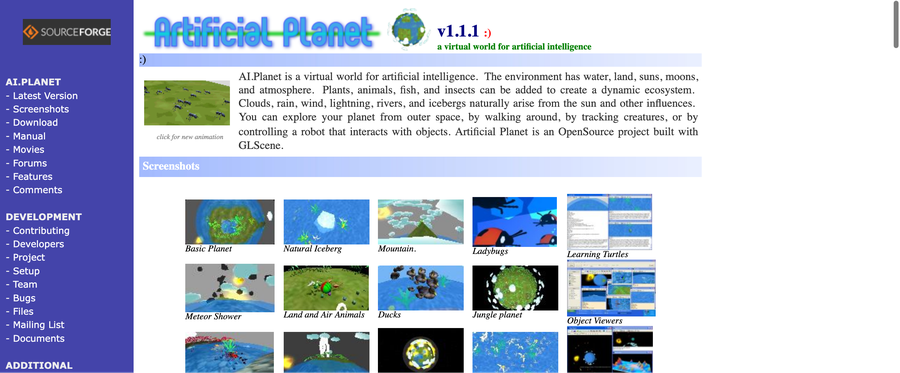 SOURCEFORGE
AI.PLANET
- Latest Version
- Screenshots
- Download
- Manual
- Movies
- Forums
- Features
- Comments
DEVELOPMENT
- Contributing
- Developers
- Project
- Setup
- Team
- Bugs
- Files
- Mailing List
- Documents
ADDITIONAL
Artificial Planet
v1.1.1 :)
a virtual world for artificial intelligence
:)
click for new animation
AI.Planet is a virtual world for artificial intelligence. The environment has water, land, suns, moons,
and atmosphere. Plants, animals, fish, and insects can be added to create a dynamic ecosystem.
Clouds, rain, wind, lightning, rivers, and icebergs naturally arise from the sun and other influences.
You can explore your planet from outer space, by walking around, by tracking creatures, or by
controlling a robot that interacts with objects. Artificial Planet is an OpenSource project built with
GLScene.
Screenshots
Basic Planet
Natural Iceberg
Mountain.
Ladybugs
Learning Turtles
Meteor Shower
Land and Air Animals
Ducks
Jungle planet
Object Viewers